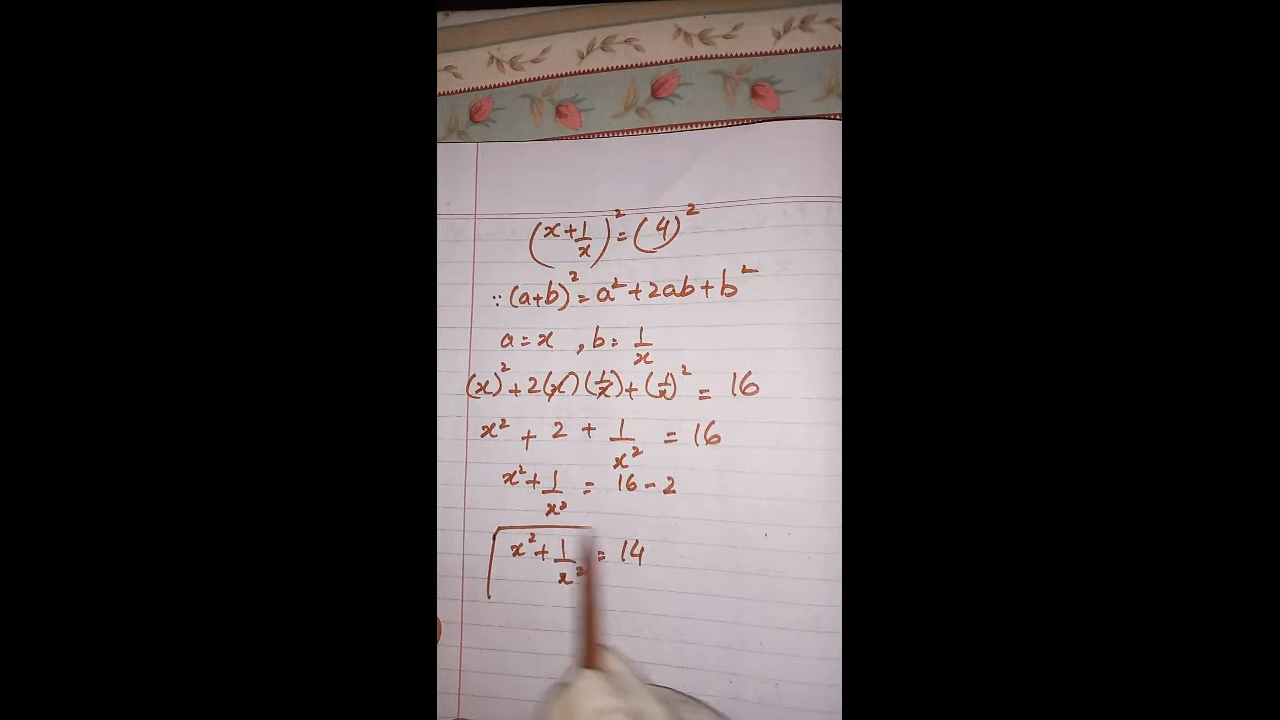 (x+1/x)² = (4)²
∵ (a+b)² = a² + 2ab + b²
a = x , b = 1/x
(x)² + 2(x)(1/x) + (1/x)² = 16
x² + 2 + 1/x² = 16
x² + 1/x² = 16 - 2
x² + 1/x² = 14